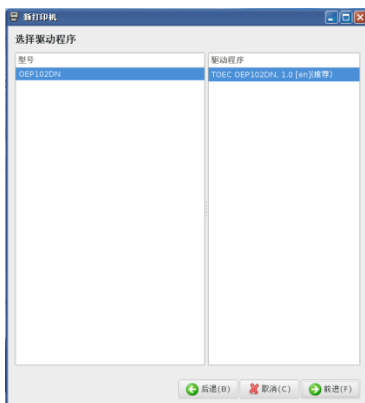 新打印机
选择驱动程序
型号
驱动程序
OEP102DN
TOEC OEP102DN, 1.0 [en](推荐)
后退(B)
取消(C)
前进(F)